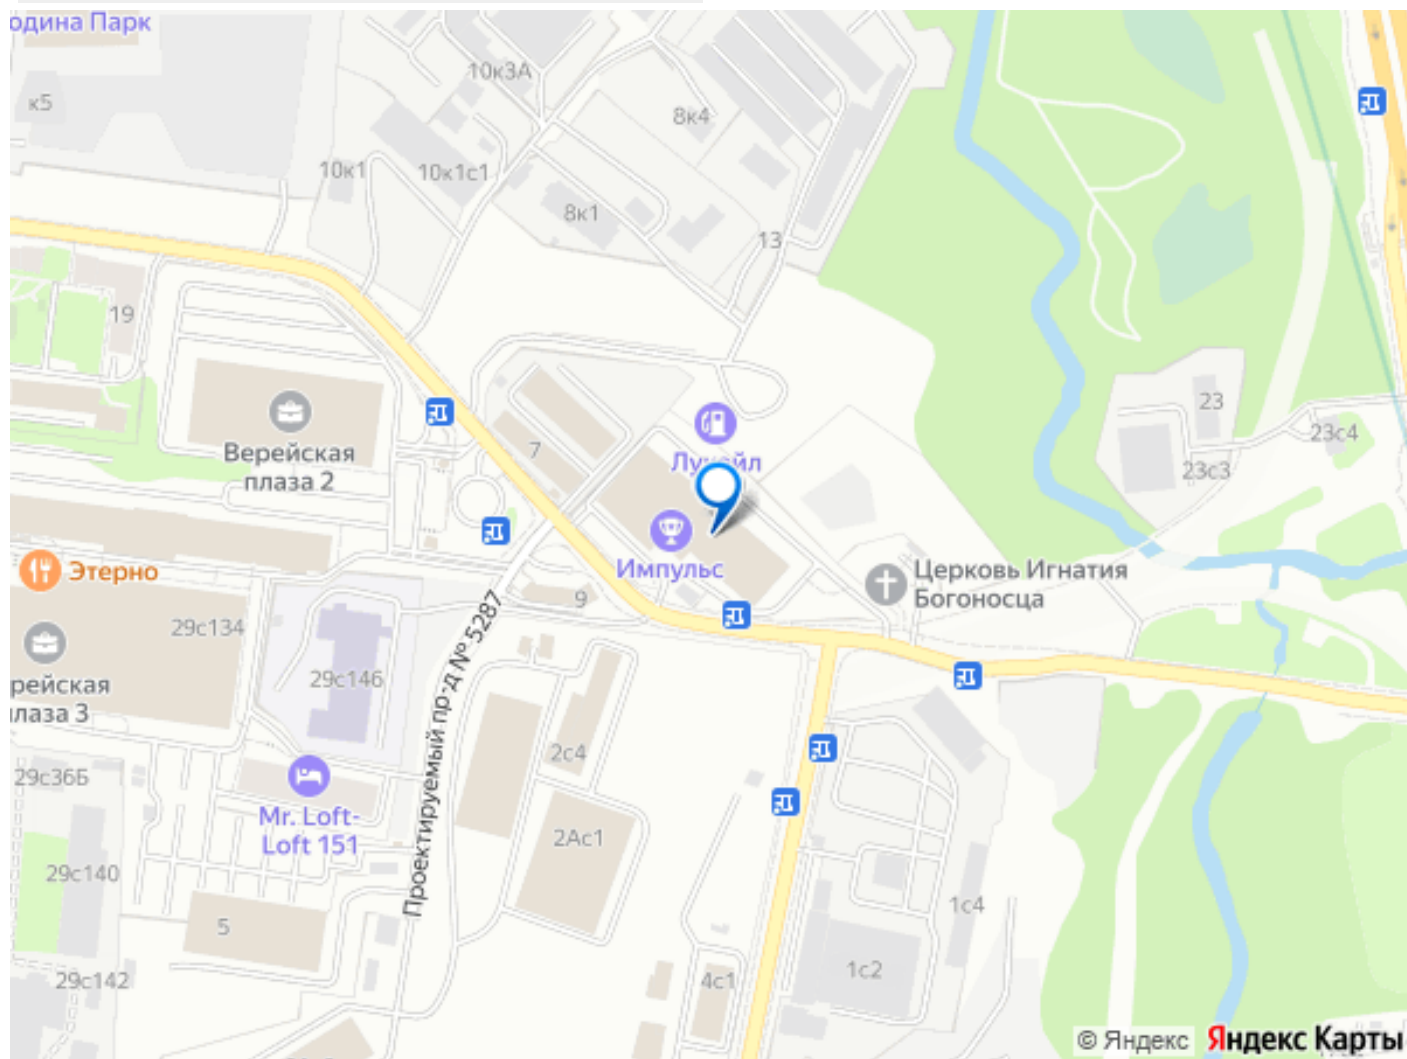 одина Парк
к5
10к3А
8к4
10к1
10к1с1
8к1
13
19
23
23с4
23с3
7
Лукойл
Верейская
плаза 2
Импульс
Церковь Игнатия
Богоносца
Этерно
9
29с134
29с146
рейская
лаза 3
Проектируемый пр-д № 5287
2с4
29с36Б
Mr. Loft-
Loft 151
2Ас1
29с140
1с4
5
29с142
4с1
1с2
© Яндекс Яндекс Карты